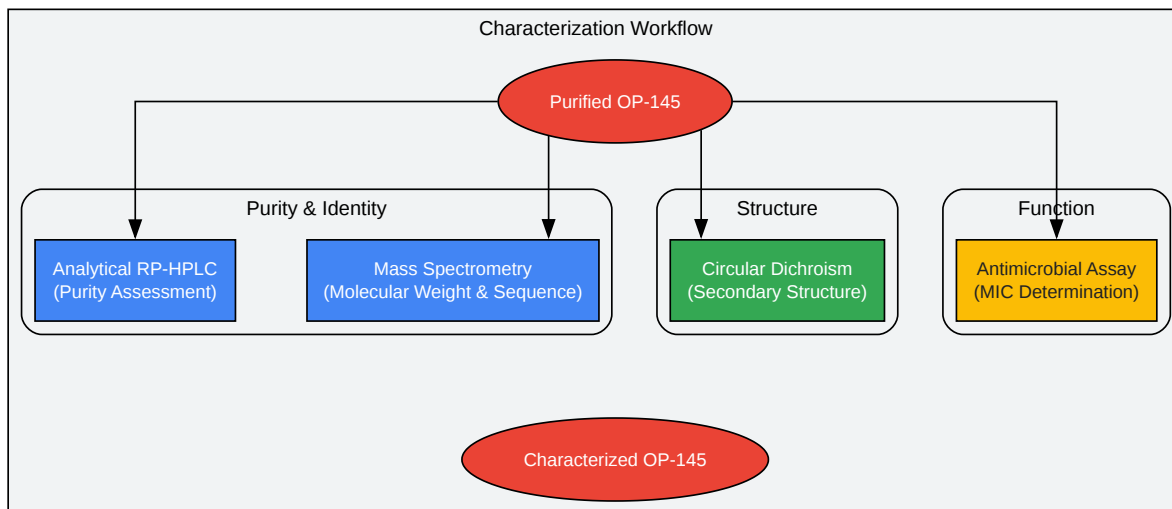 Characterization Workflow
Purified OP-145
Purity & Identity
Structure
Function
Analytical RP-HPLC
(Purity Assessment)
Mass Spectrometry
(Molecular Weight & Sequence)
Circular Dichroism
(Secondary Structure)
Antimicrobial Assay
(MIC Determination)
Characterized OP-145